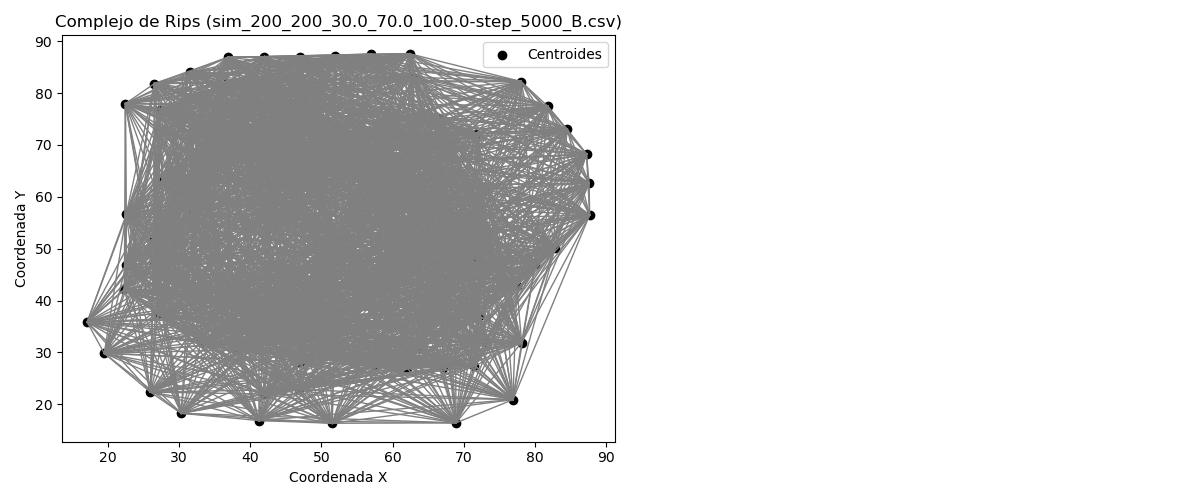 Complejo de Rips (sim_200_200_30.0_70.0_100.0-step_5000_B.csv)
Centroides
Coordenada Y
90
80
70
60
50
40
30
20
20 30 40 50 60 70 80 90
Coordenada X